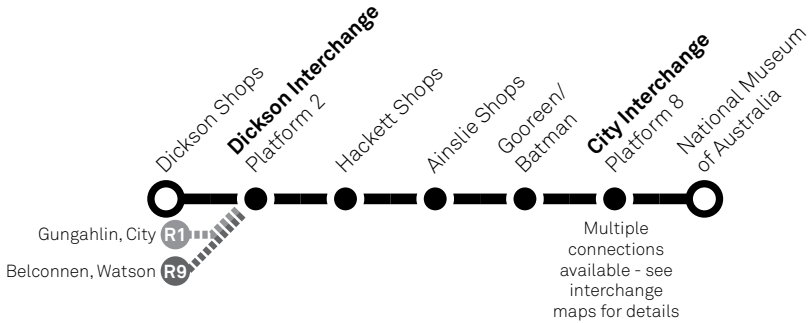 Dickson Shops
Dickson Interchange
Platform 2
Hackett Shops
Ainslie Shops
Gooreen/
Batman
City Interchange
Platform 8
National Museum
of Australia
Gungahlin, City R1
Belconnen, Watson R9
Multiple
connections
available - see
interchange
maps for details